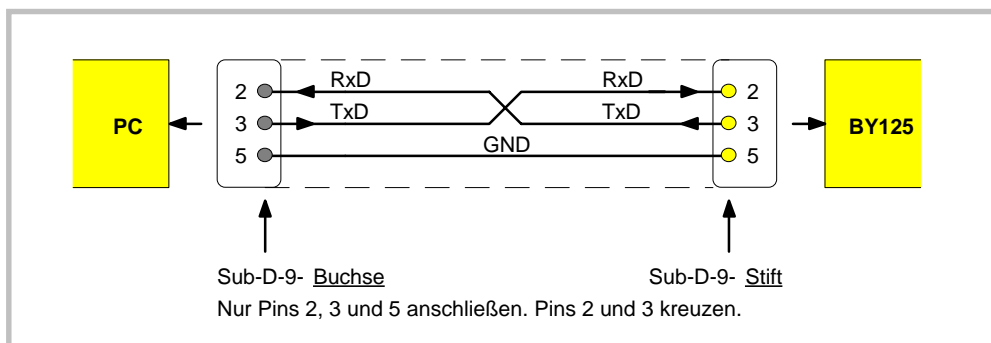 RxD RxD
2 2
TxD TxD
PC 3 3 BY125
GND
5 5
Sub-D-9- Buchse Sub-D-9- Stift
Nur Pins 2, 3 und 5 anschließen. Pins 2 und 3 kreuzen.